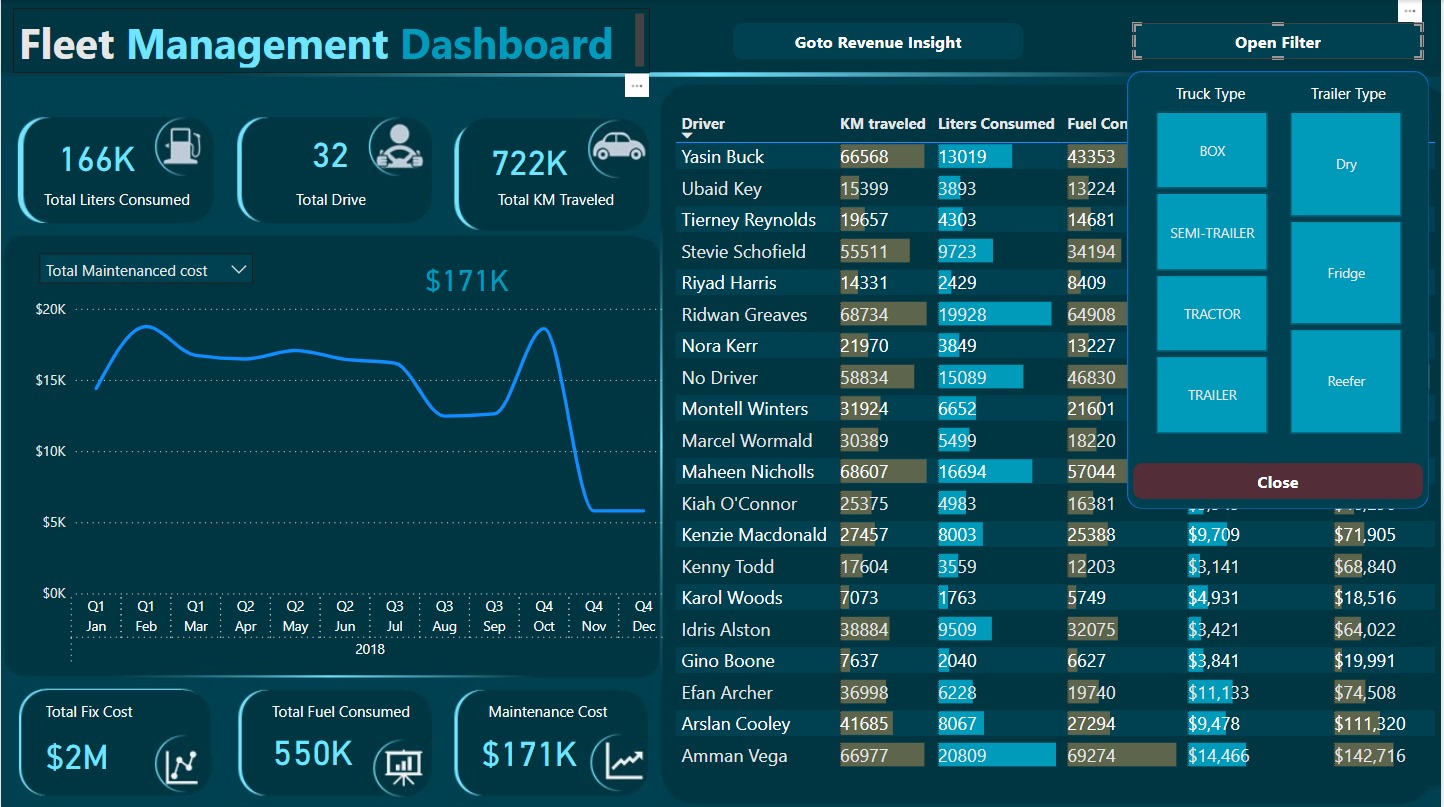 Fleet Management Dashboard
Goto Revenue Insight
Open Filter
166K
Total Liters Consumed
32
Total Drive
722K
Total KM Traveled
Total Maintenanced cost
$171K
$20K
$15K
$10K
$5K
$0K
Q1 Q1 Q1 Q2 Q2 Q2 Q3 Q3 Q3 Q4 Q4 Q4
Jan Feb Mar Apr May Jun Jul Aug Sep Oct Nov Dec
2018
Total Fix Cost
$2M
Total Fuel Consumed
550K
Maintenance Cost
$171K
Driver KM traveled Liters Consumed Fuel Con
Yasin Buck 66568 13019 43353
Ubaid Key 15399 3893 13224
Tierney Reynolds 19657 4303 14681
Stevie Schofield 55511 9723 34194
Riyad Harris 14331 2429 8409
Ridwan Greaves 68734 19928 64908
Nora Kerr 21970 3849 13227
No Driver 58834 15089 46830
Montell Winters 31924 6652 21601
Marcel Wormald 30389 5499 18220
Maheen Nicholls 68607 16694 57044
Kiah O'Connor 25375 4983 16381
Kenzie Macdonald 27457 8003 25388 $9,709 $71,905
Kenny Todd 17604 3559 12203 $3,141 $68,840
Karol Woods 7073 1763 5749 $4,931 $18,516
Idris Alston 38884 9509 32075 $3,421 $64,022
Gino Boone 7637 2040 6627 $3,841 $19,991
Efan Archer 36998 6228 19740 $11,133 $74,508
Arslan Cooley 41685 8067 27294 $9,478 $111,320
Amman Vega 66977 20809 69274 $14,466 $142,716
Truck Type
BOX
SEMI-TRAILER
TRACTOR
TRAILER
Trailer Type
Dry
Fridge
Reefer
Close